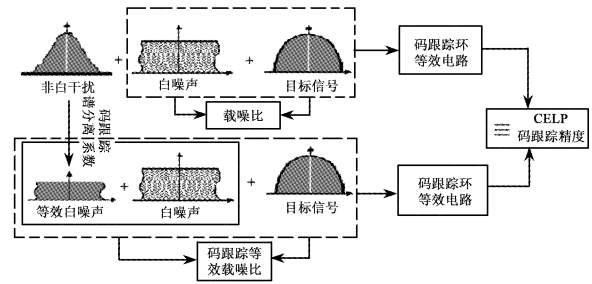 非白干扰
+
白噪声
+
目标信号
码跟踪环
等效电路
载噪比
码跟踪
谱分离系数
CELP
码跟踪精度
等效白噪声
+
白噪声
+
目标信号
码跟踪环
等效电路
码跟踪等
效载噪比